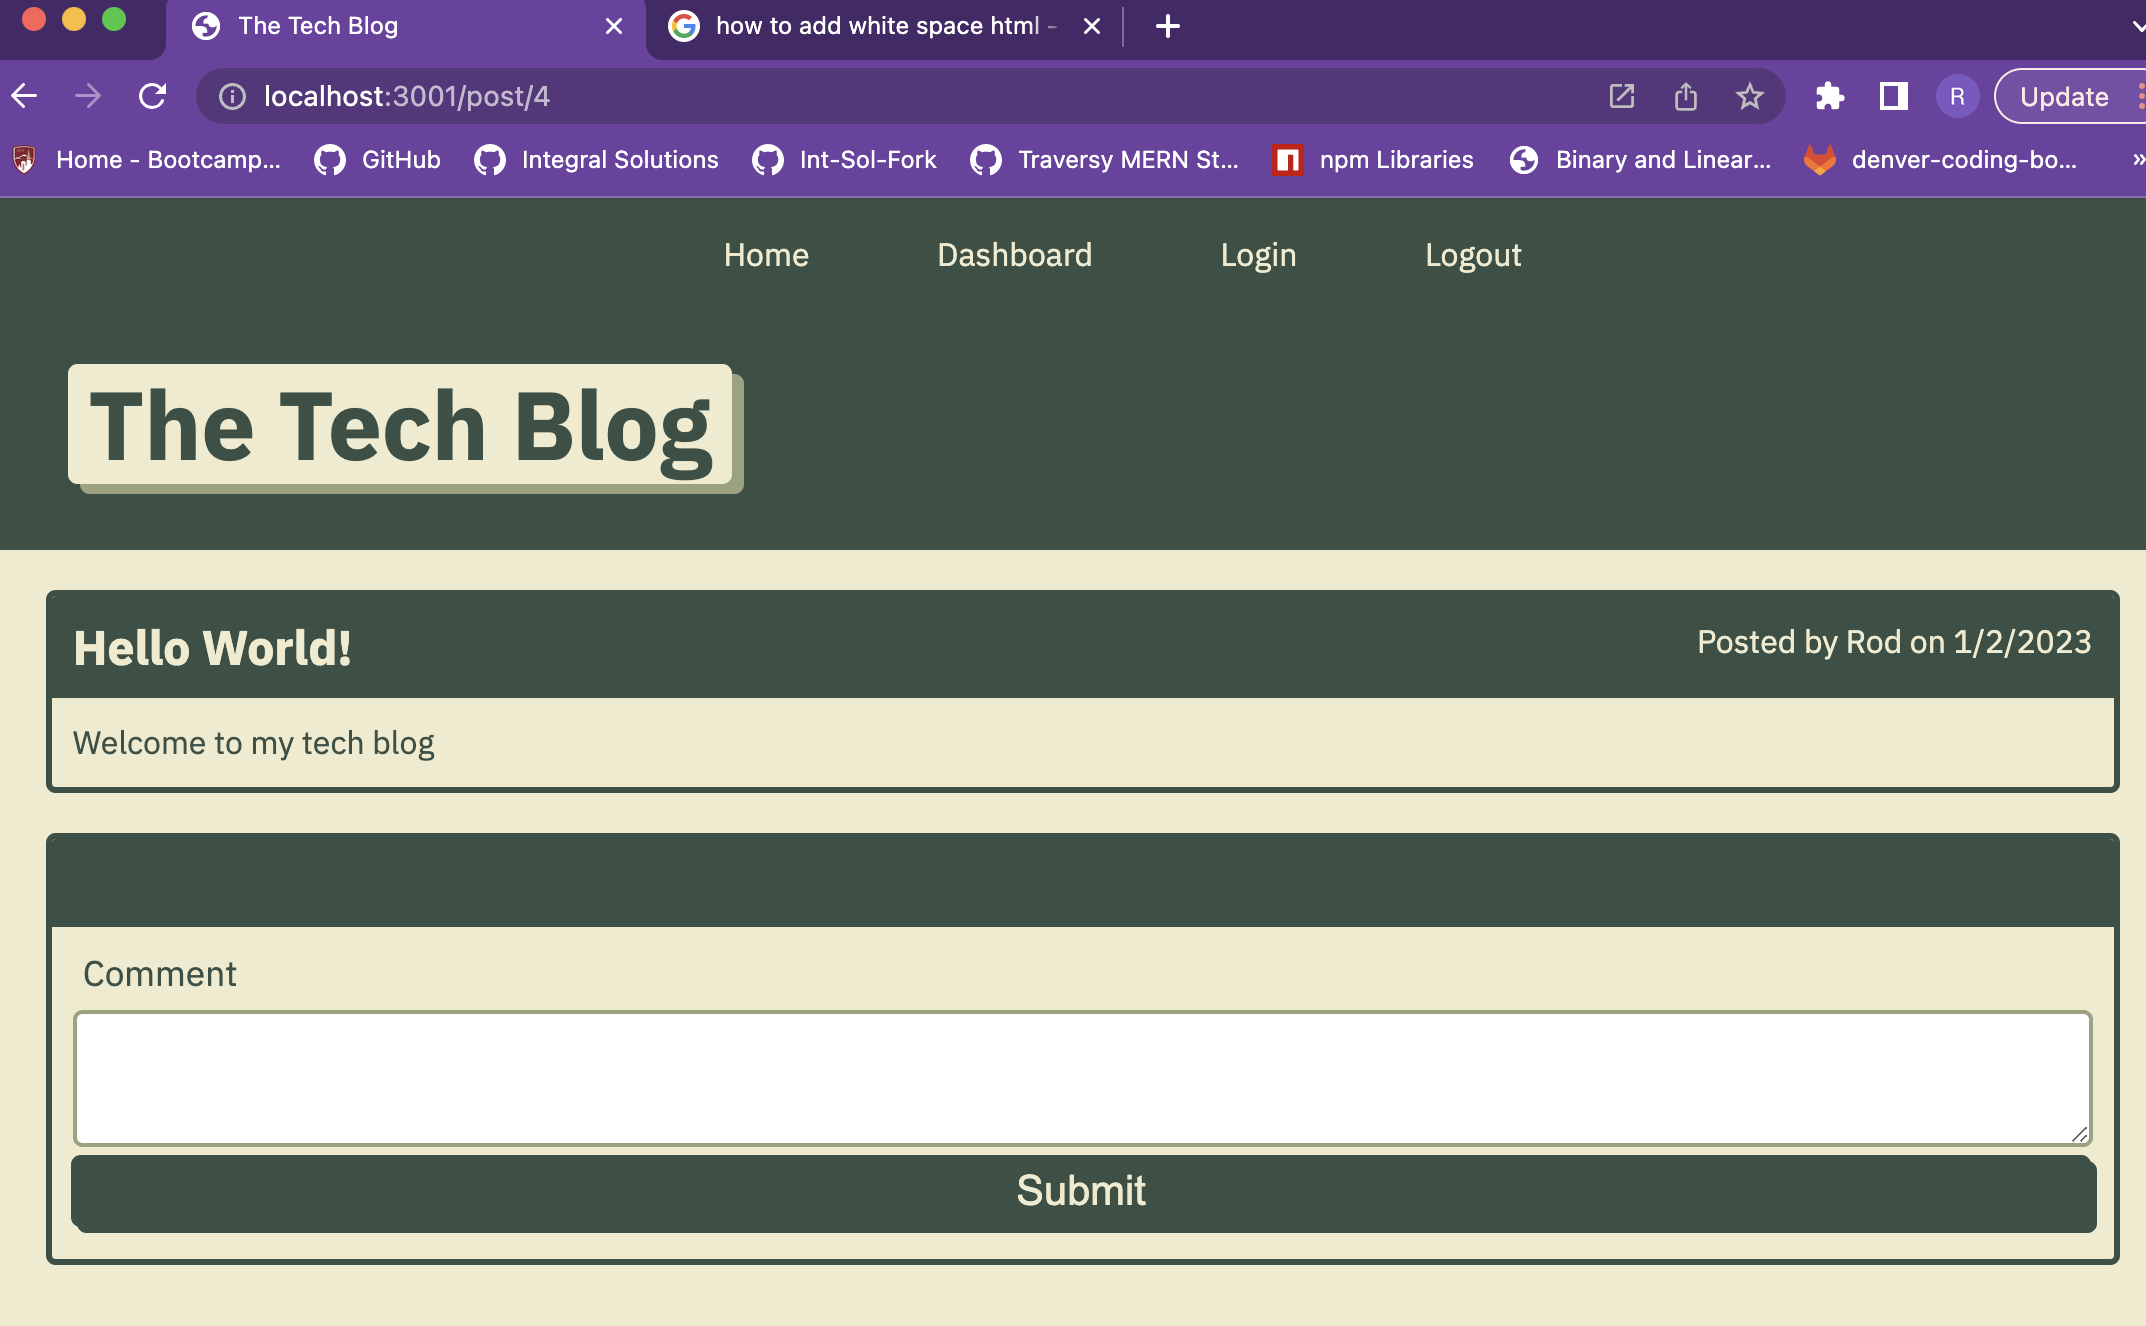 The Tech Blog
how to add white space html -
localhost:3001/post/4
R
Update
Home - Bootcamp...
GitHub
Integral Solutions
Int-Sol-Fork
Traversy MERN St...
npm Libraries
Binary and Linear...
denver-coding-bo...
»
Home
Dashboard
Login
Logout
The Tech Blog
Hello World!
Posted by Rod on 1/2/2023
Welcome to my tech blog
Comment
Submit